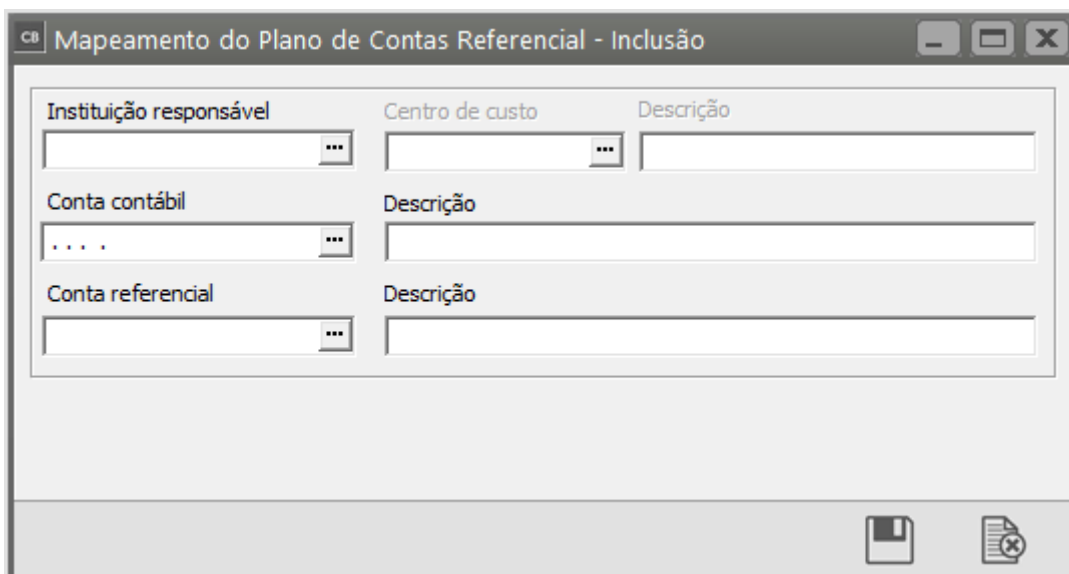 CB Mapeamento do Plano de Contas Referencial - Inclusão
Instituição responsável Centro de custo Descrição
... ...
Conta contábil Descrição
. . . . ...
Conta referencial Descrição
...